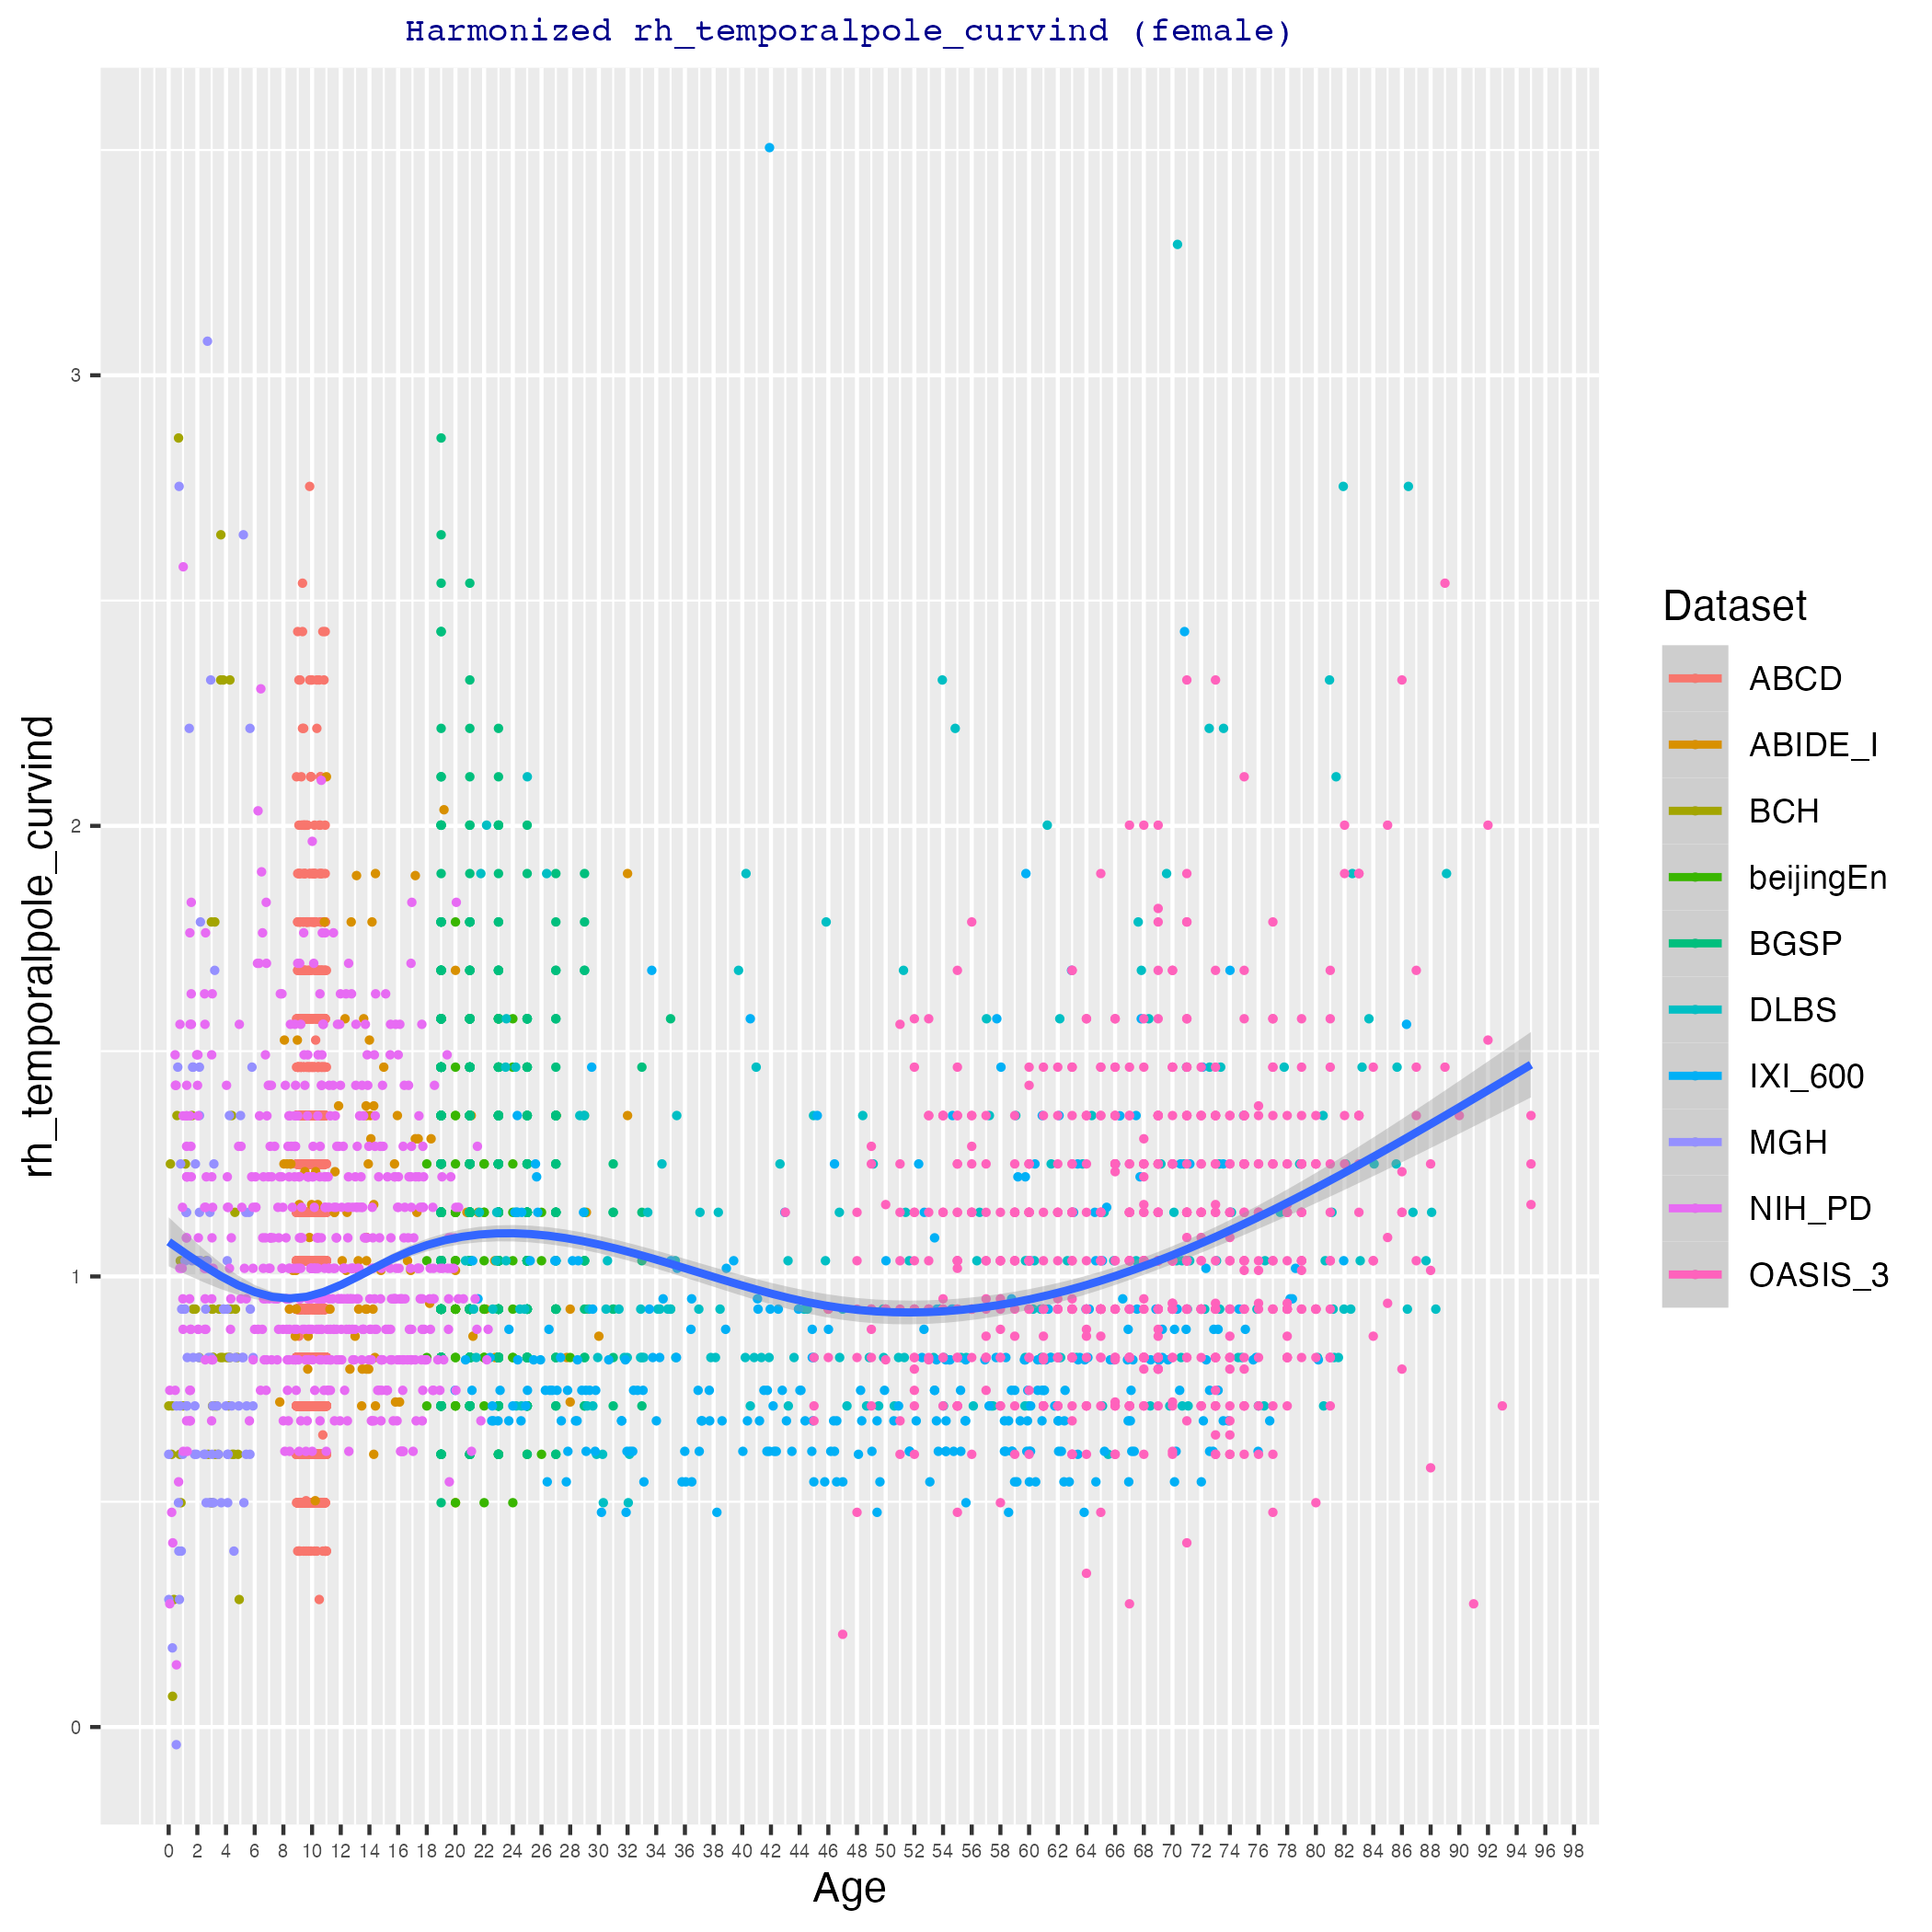 Harmonized rh_temporalpole_curvind (female)
rh_temporalpole_curvind
3
2
1
0
0 2 4 6 8 10 12 14 16 18 20 22 24 26 28 30 32 34 36 38 40 42 44 46 48 50 52 54 56 58 60 62 64 66 68 70 72 74 76 78 80 82 84 86 88 90 92 94 96 98
Age
Dataset
ABCD
ABIDE_I
BCH
beijingEn
BGSP
DLBS
IXI_600
MGH
NIH_PD
OASIS_3